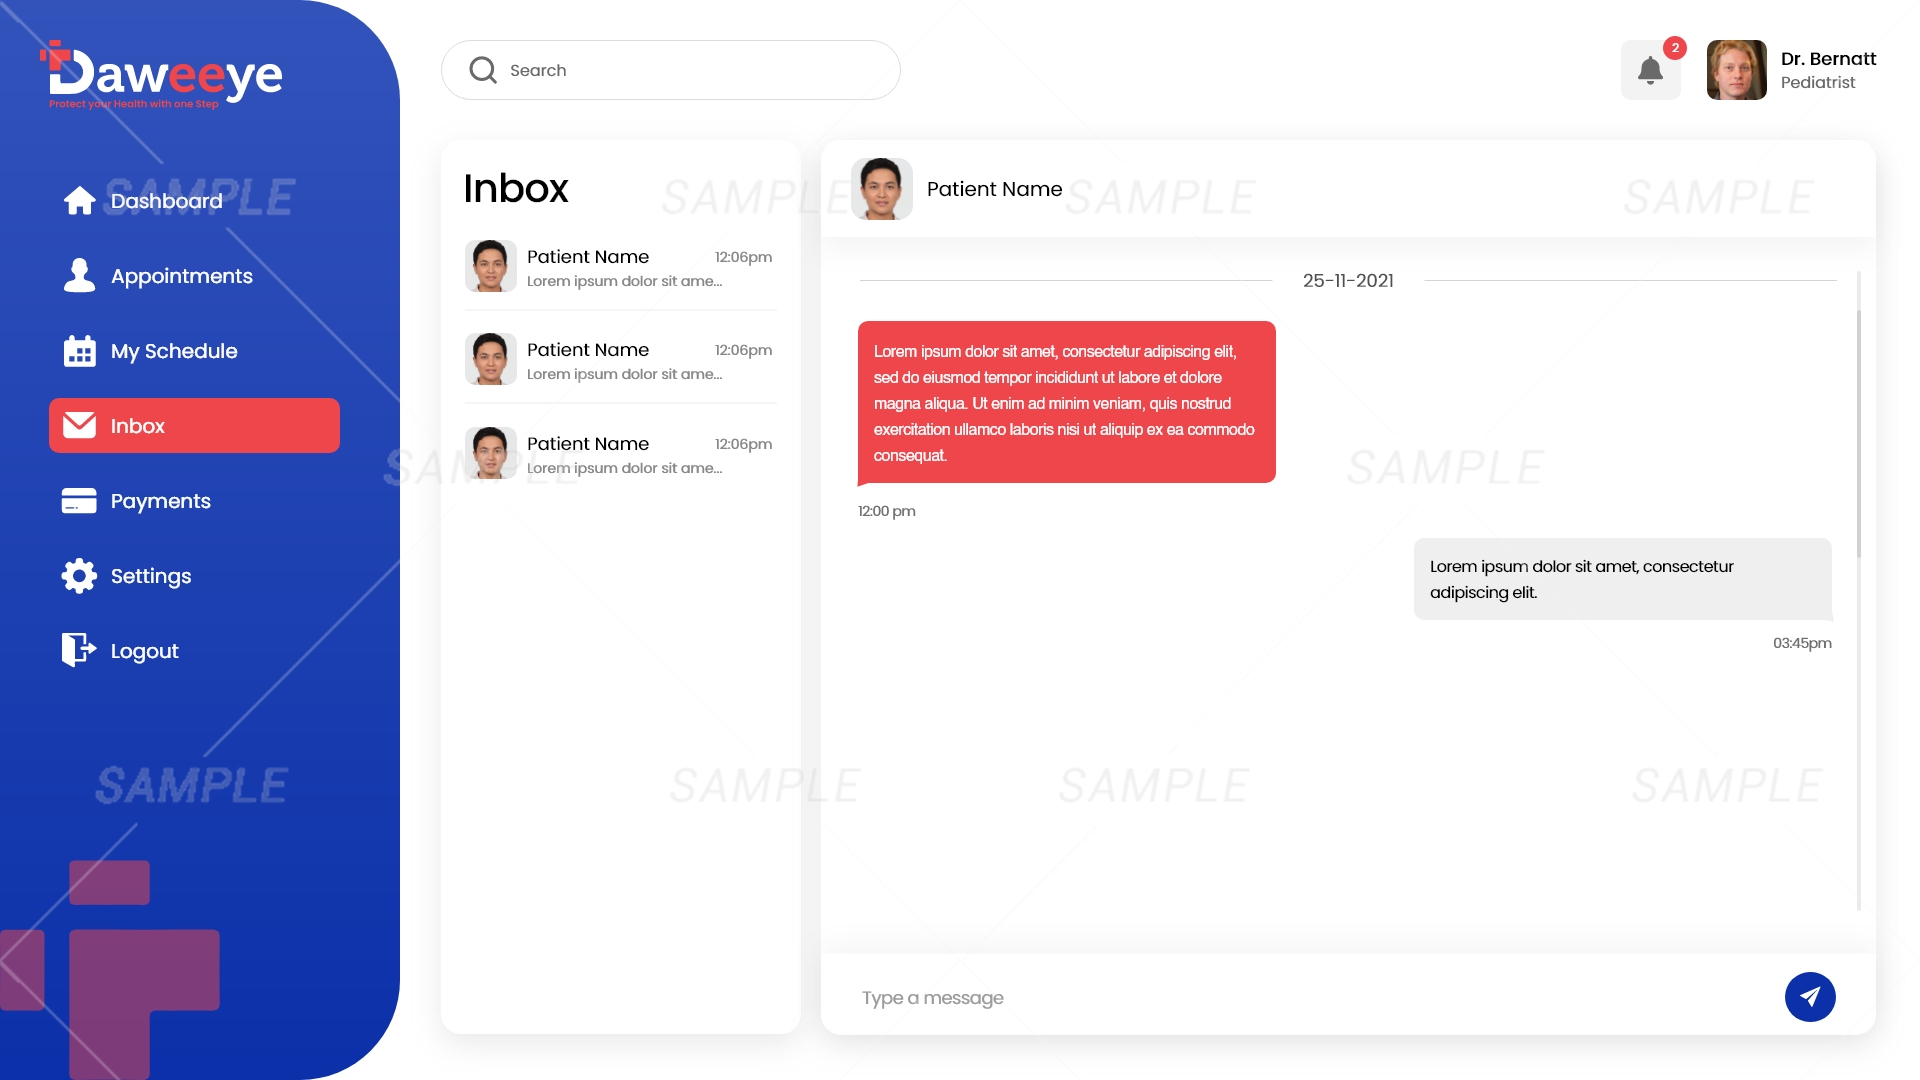 Daweeye
Protect your Health with one Step
Search
2
Dr. Bernatt
Pediatrist
Dashboard
Appointments
My Schedule
Inbox
Payments
Settings
Logout
Inbox
Patient Name
12:06pm
Lorem ipsum dolor sit ame...
Patient Name
12:06pm
Lorem ipsum dolor sit ame...
Patient Name
12:06pm
Lorem ipsum dolor sit ame...
Patient Name
25-11-2021
Lorem ipsum dolor sit amet, consectetur adipiscing elit,
sed do eiusmod tempor incididunt ut labore et dolore
magna aliqua. Ut enim ad minim veniam, quis nostrud
exercitation ullamco laboris nisi ut aliquip ex ea commodo
consequat.
12:00 pm
Lorem ipsum dolor sit amet, consectetur
adipiscing elit.
03:45pm
Type a message
SAMPLE
SAMPLE
SAMPLE
SAMPLE
SAMPLE
SAMPLE
SAMPLE
SAMPLE
SAMPLE
SAMPLE